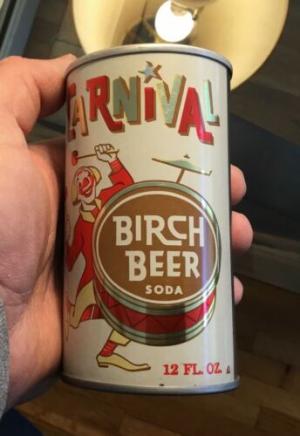 CARNIVAL
BIRCH
BEER
SODA
12 FL. OZ.